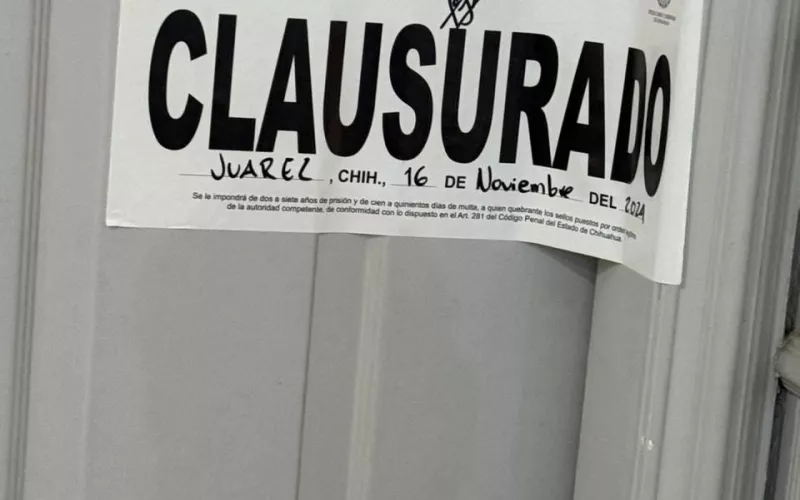 CLAUSURADO
JUAREZ, CHIH., 16 DE Noviembre DEL 2024
Se le impondrá de dos a siete años de prisión y de cien a quinientos días de multa, a quien quebrante los sellos puestos por orden
de la autoridad competente, de conformidad con lo dispuesto en el Art. 281 del Código Penal del Estado de Chihuahua.